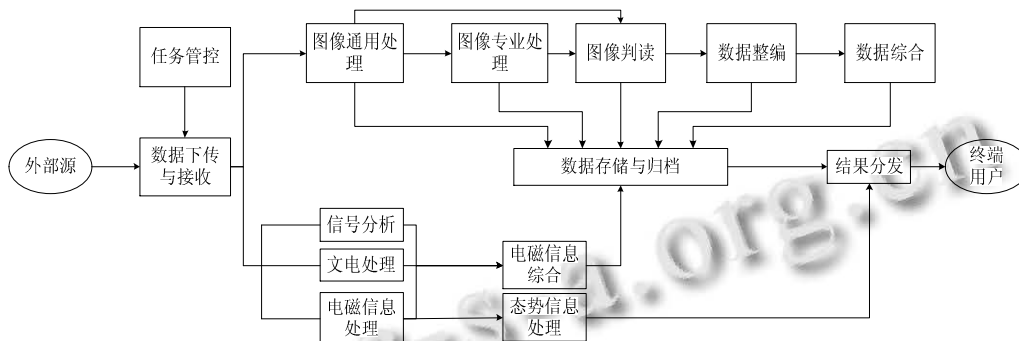 任务管控
图像通用处
理
图像专业处
理
图像判读
数据整编
数据综合
外部源
数据下传
与接收
数据存储与归档
结果分发
终端
用户
信号分析
文电处理
电磁信息
处理
电磁信息
综合
态势信息
处理
-s-a.org.cn